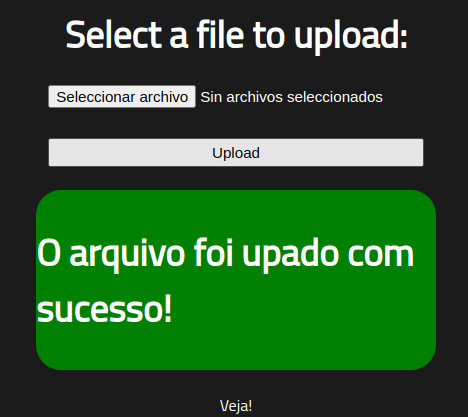 Select a file to upload:
Seleccionar archivo Sin archivos seleccionados
Upload
O arquivo foi upado com
sucesso!
Veja!